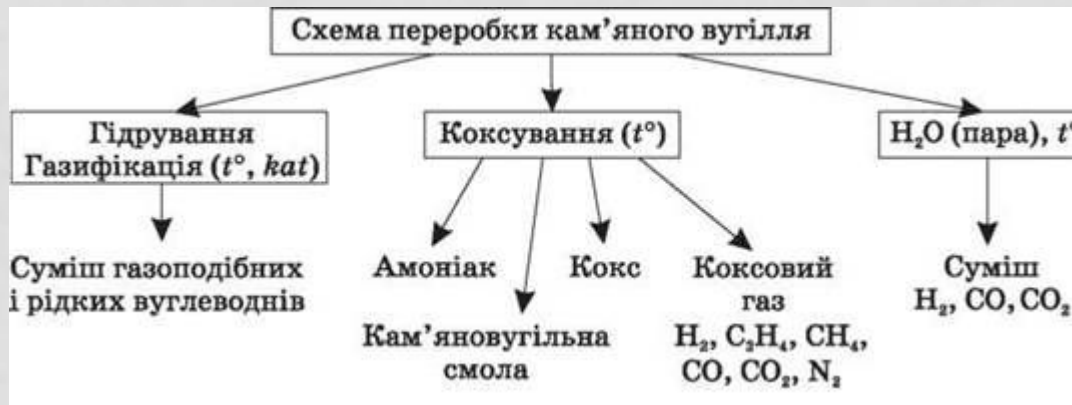 Схема переробки кам’яного вугілля
Гідрування
Газифікація (t°, kat)
Коксування (t°)
H₂O (пара), t°
Суміш газоподібних
і рідких вуглеводнів
Амоніак
Кокс
Коксовий
газ
H₂, C₂H₄, CH₄,
CO, CO₂, N₂
Кам’яновугільна
смола
Суміш
H₂, CO, CO₂